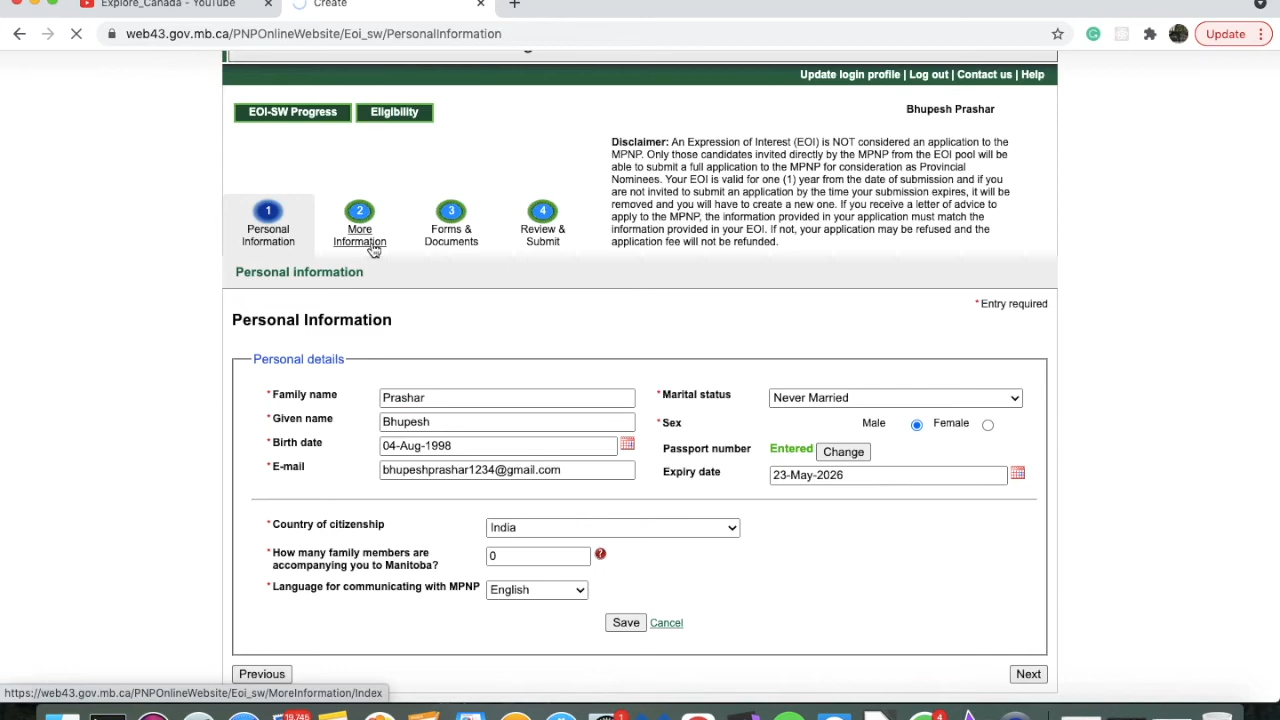 Explore_Canada - YouTube
Create
web43.gov.mb.ca/PNPOnlineWebsite/Eoi_sw/PersonalInformation
Update
Update login profile | Log out | Contact us | Help
EOI-SW Progress
Eligibility
Bhupesh Prashar
Disclaimer: An Expression of Interest (EOI) is NOT considered an application to the
MPNP. Only those candidates invited directly by the MPNP from the EOI pool will be
able to submit a full application to the MPNP for consideration as Provincial
Nominees. Your EOI is valid for one (1) year from the date of submission and if you
are not invited to submit an application by the time your submission expires, it will be
removed and you will have to create a new one. If you receive a letter of advice to
apply to the MPNP, the information provided in your application must match the
information provided in your EOI. If not, your application may be refused and the
application fee will not be refunded.
1
Personal
Information
2
More
Information
3
Forms &
Documents
4
Review &
Submit
Personal information
* Entry required
Personal Information
Personal details
* Family name Prashar
* Given name Bhupesh
* Birth date 04-Aug-1998
* E-mail bhupeshprashar1234@gmail.com
* Marital status Never Married
* Sex Male Female
Passport number Entered Change
Expiry date 23-May-2026
* Country of citizenship India
* How many family members are
accompanying you to Manitoba? 0 ?
* Language for communicating with MPNP English
Save Cancel
Previous
Next
https://web43.gov.mb.ca/PNPOnlineWebsite/Eoi_sw/MoreInformation/Index
19,745
1
4